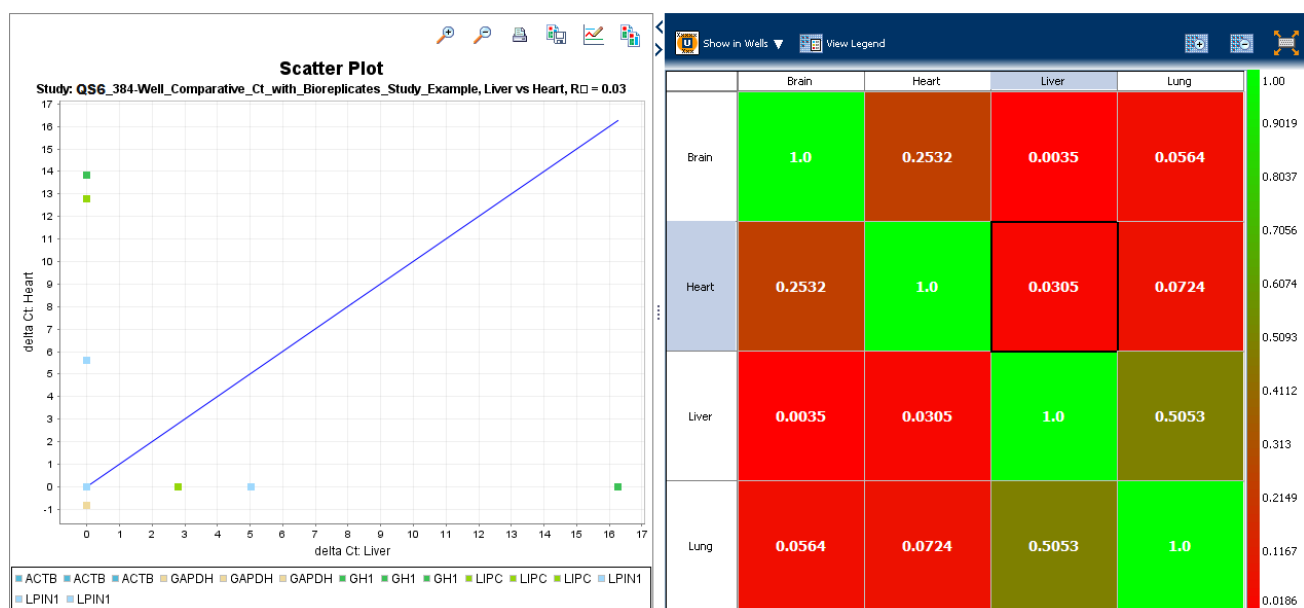 Scatter Plot
Study: QS6_384-Well_Comparative_Ct_with_Bioreplicates_Study_Example, Liver vs Heart, R□ = 0.03
17
16
15
14
13
12
11
10
9
8
7
6
5
4
3
2
1
0
-1
delta Ct: Heart
0 1 2 3 4 5 6 7 8 9 10 11 12 13 14 15 16 17
delta Ct: Liver
ACTB ACTB ACTB GAPDH GAPDH GAPDH GH1 GH1 GH1 LIPC LIPC LIPC LPIN1
LPIN1 LPIN1
U Show in Wells ▼ View Legend
Brain Heart Liver Lung
Brain 1.0 0.2532 0.0035 0.0564
Heart 0.2532 1.0 0.0305 0.0724
Liver 0.0035 0.0305 1.0 0.5053
Lung 0.0564 0.0724 0.5053 1.0
1.00
0.9019
0.8037
0.7056
0.6074
0.5093
0.4112
0.313
0.2149
0.1167
0.0186